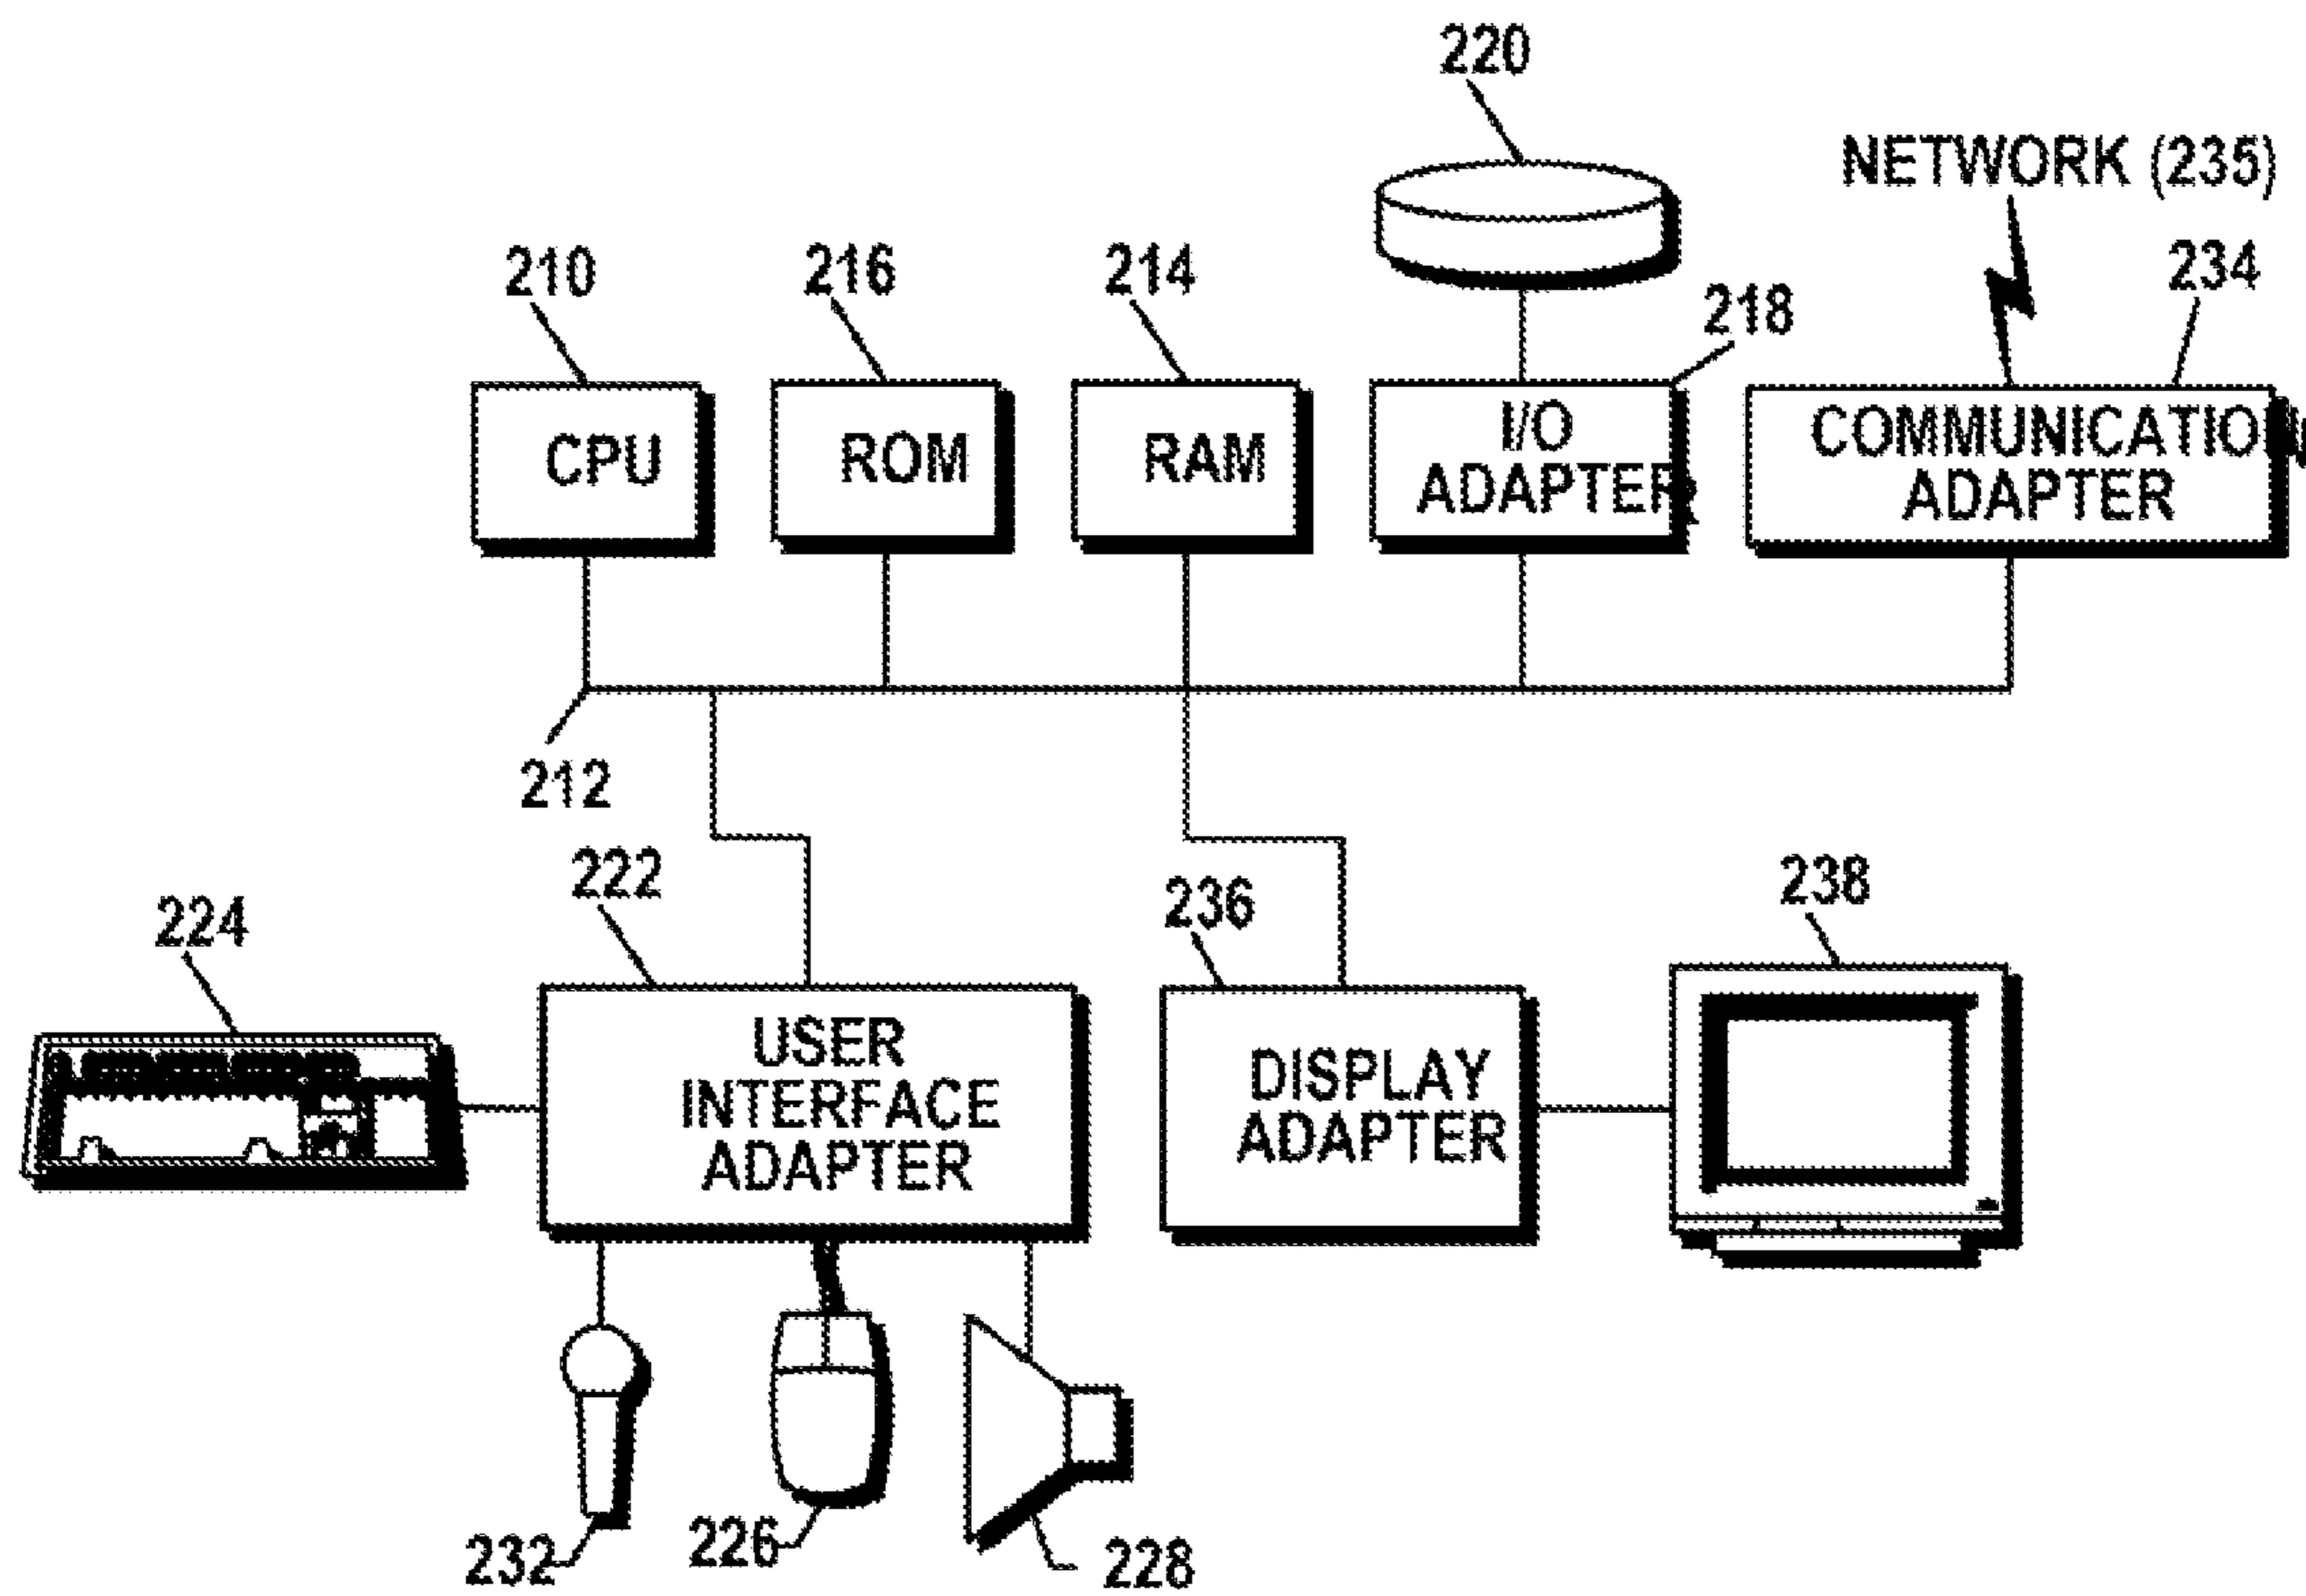 220
NETWORK (235)
210
216
214
218
234
CPU
ROM
RAM
I/O
ADAPTER
COMMUNICATION
ADAPTER
212
222
236
238
224
USER
INTERFACE
ADAPTER
DISPLAY
ADAPTER
232
226
228